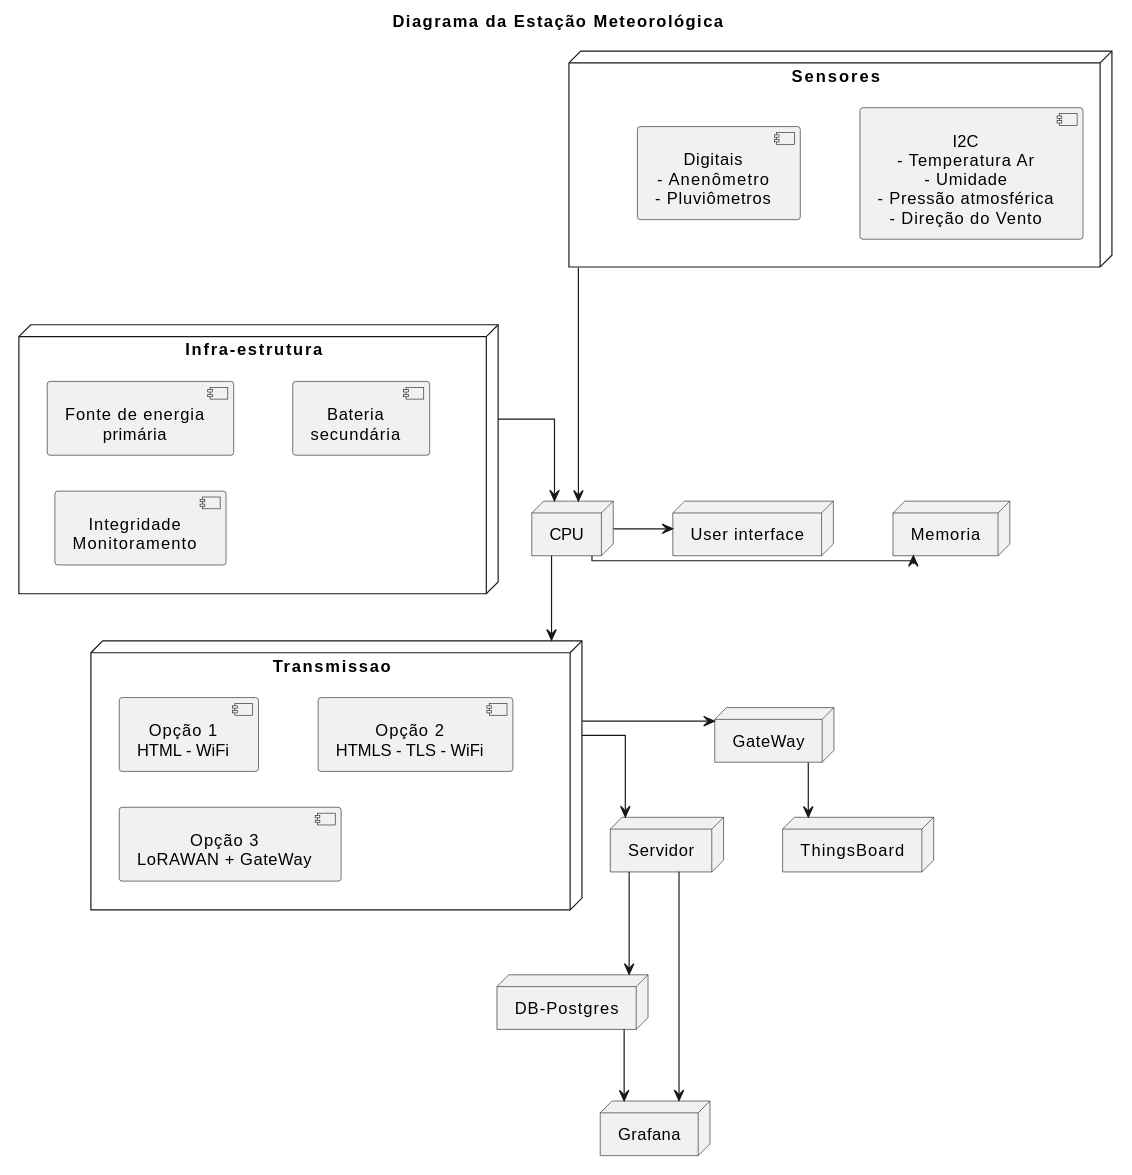 Diagrama da Estação Meteorológica
Sensores
Digitais
- Anenômetro
- Pluviômetros
I2C
- Temperatura Ar
- Umidade
- Pressão atmosférica
- Direção do Vento
Infra-estrutura
Fonte de energia
primária
Bateria
secundária
Integridade
Monitoramento
CPU
User interface
Memoria
Transmissao
Opção 1
HTML - WiFi
Opção 2
HTMLS - TLS - WiFi
Opção 3
LoRAWAN + GateWay
GateWay
Servidor
ThingsBoard
DB-Postgres
Grafana